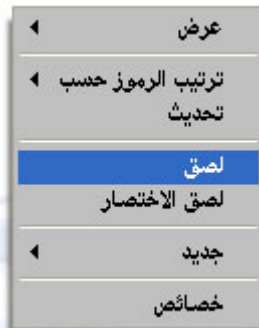 عرض
ترتيب الرموز حسب
تحديث
لصق
لصق الاختصار
جديد
خصائص